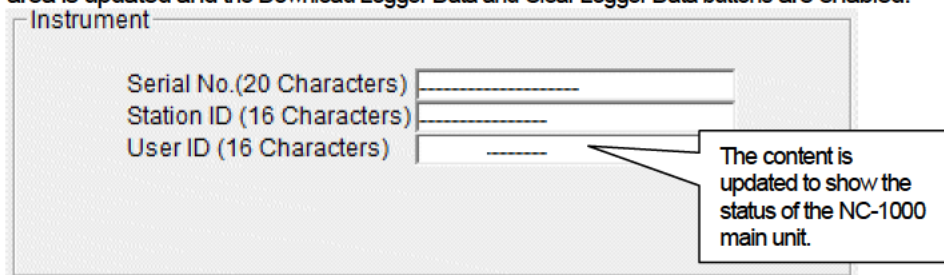 area is updated and the Download Logger Data and Clear Logger Data buttons are enabled.
Instrument
Serial No.(20 Characters) --------------------
Station ID (16 Characters) ----------------
User ID (16 Characters) --------
The content is
updated to show the
status of the NC-1000
main unit.